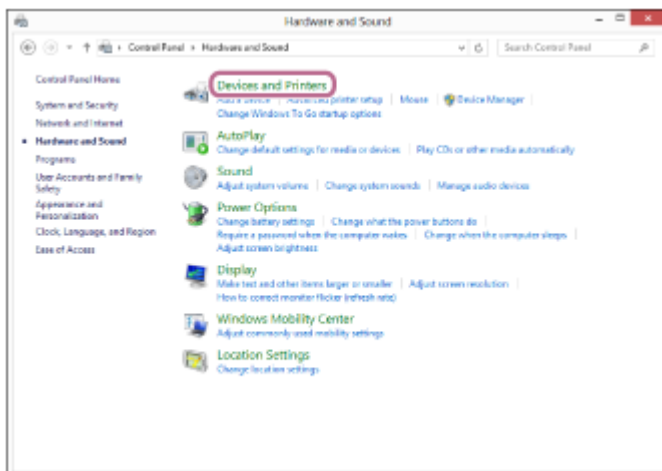 Hardware and Sound
Control Panel › Hardware and Sound
Search Control Panel
Control Panel Home
System and Security
Network and Internet
Hardware and Sound
Programs
User Accounts and Family
Safety
Appearance and
Personalization
Clock, Language, and Region
Ease of Access
Devices and Printers
Add a device | Advanced printer setup | Mouse | Device Manager
Change Windows To Go startup options
AutoPlay
Change default settings for media or devices | Play CDs or other media automatically
Sound
Adjust system volume | Change system sounds | Manage audio devices
Power Options
Change battery settings | Change what the power buttons do
Require a password when the computer wakes | Change when the computer sleeps
Adjust screen brightness
Display
Make text and other items larger or smaller | Adjust screen resolution
How to correct monitor flicker (refresh rate)
Windows Mobility Center
Adjust commonly used mobility settings
Location Settings
Change location settings